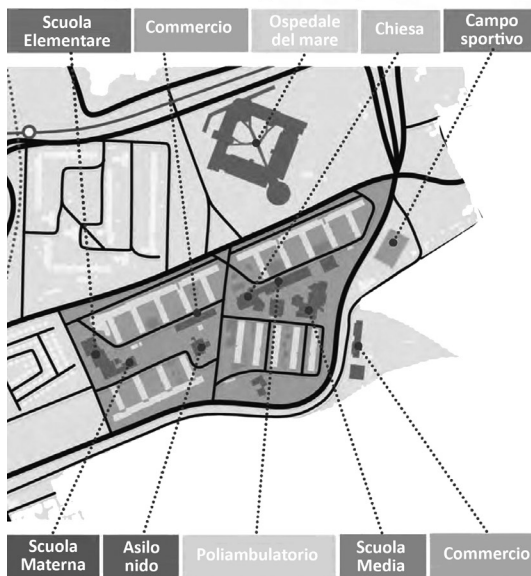 Scuola
Elementare
Commercio
Ospedale
del mare
Chiesa
Campo
sportivo
Scuola
Materna
Asilo
nido
Poliambulatorio
Scuola
Media
Commercio